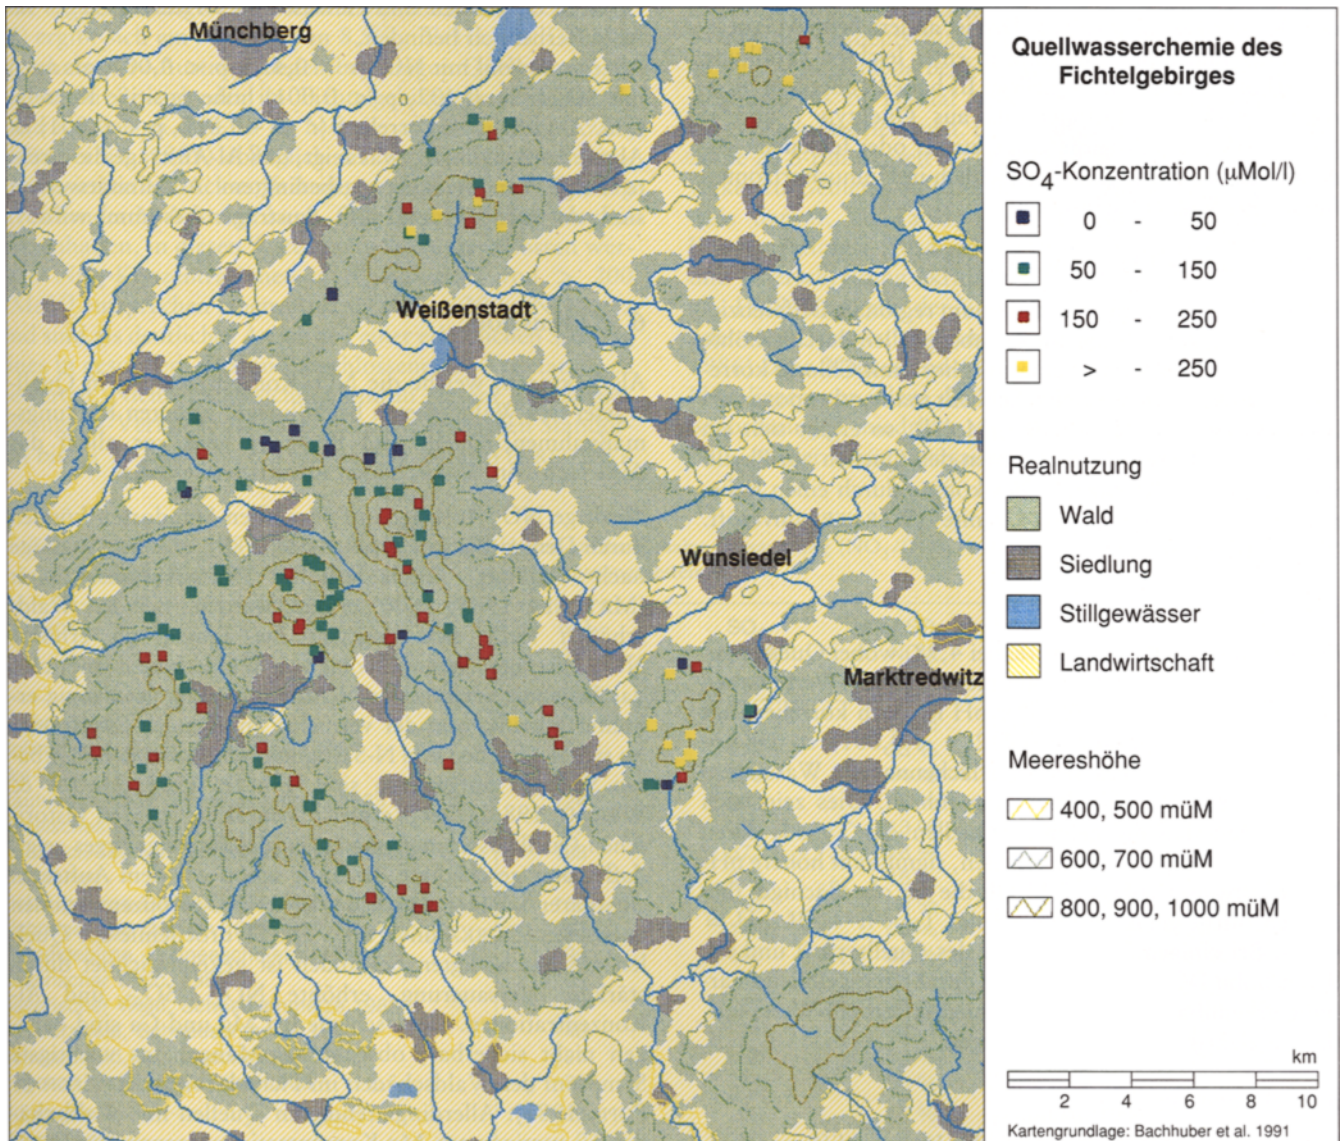 Münchberg
Weißenstadt
Wunsiedel
Marktredwitz
Quellwasserchemie des
Fichtelgebirges
SO4-Konzentration (µMol/l)
0 - 50
50 - 150
150 - 250
> - 250
Realnutzung
Wald
Siedlung
Stillgewässer
Landwirtschaft
Meereshöhe
400, 500 müM
600, 700 müM
800, 900, 1000 müM
km
2 4 6 8 10
Kartengrundlage: Bachhuber et al. 1991